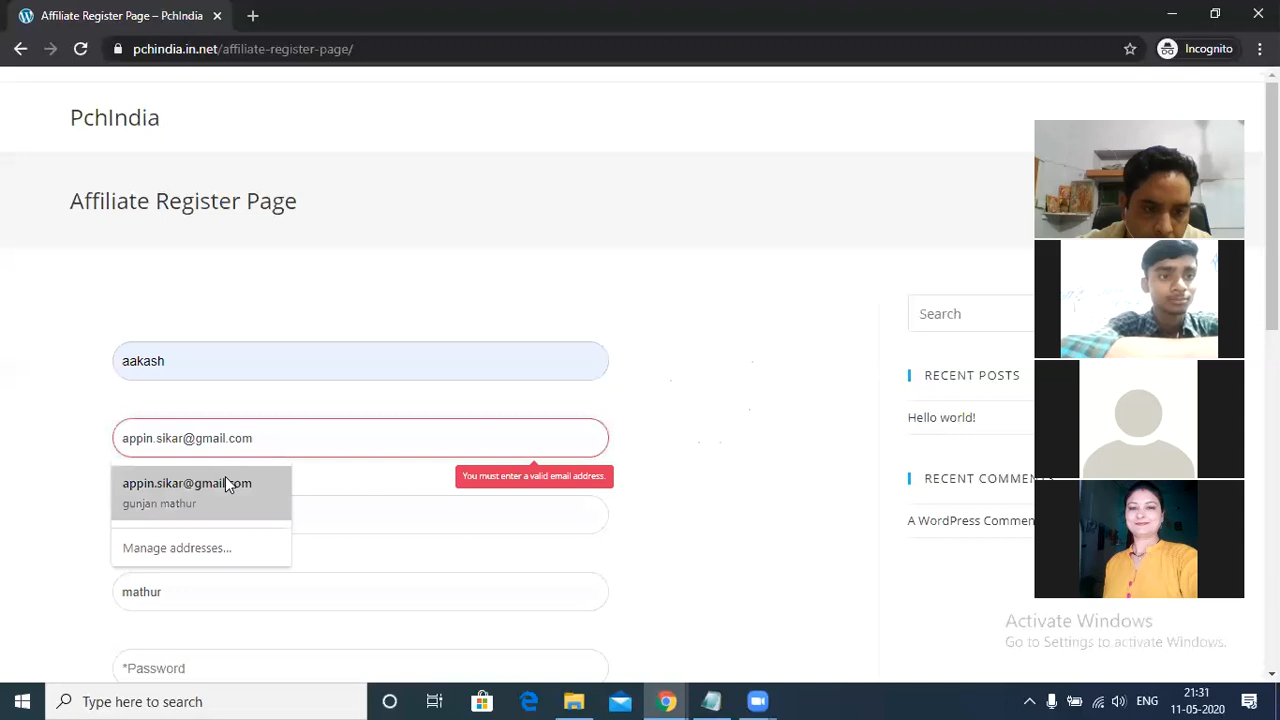 Affiliate Register Page – PchIndia
pchindia.in.net/affiliate-register-page/
Incognito
PchIndia
Affiliate Register Page
aakash
appin.sikar@gmail.com
You must enter a valid email address.
appin.sikar@gmail.com
gunjan mathur
Manage addresses...
mathur
*Password
Search
RECENT POSTS
Hello world!
RECENT COMMENTS
A WordPress Commen
Activate Windows
Go to Settings to activate Windows.
Type here to search
ENG
21:31
11-05-2020